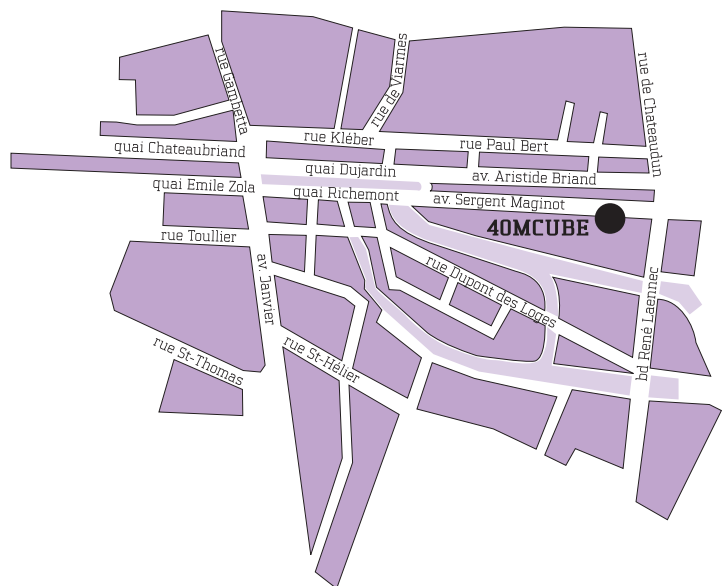 rue Gambetta
rue de Viarmes
rue de Chateaudun
rue Kléber
rue Paul Bert
quai Chateaubriand
quai Dujardin
av. Aristide Briand
quai Emile Zola
quai Richemont
av. Sergent Maginot
40MCUBE
rue Toullier
av. Janvier
rue Dupont des Loges
bd René Laennec
rue St-Thomas
rue St-Hélier